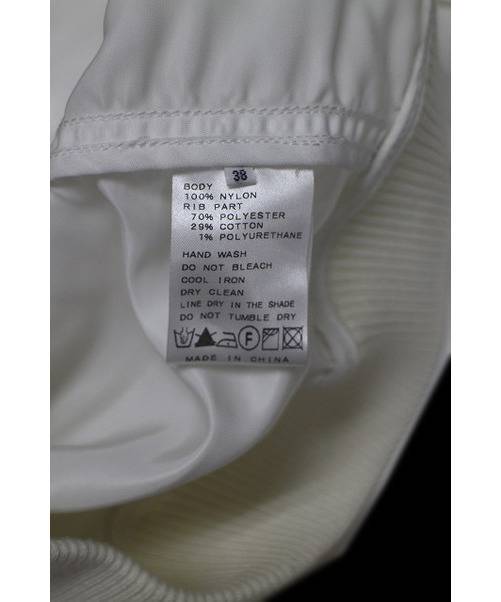 38
BODY
100% NYLON
RIB PART
70% POLYESTER
29% COTTON
1% POLYURETHANE
HAND WASH
DO NOT BLEACH
COOL IRON
DRY CLEAN
LINE DRY IN THE SHADE
DO NOT TUMBLE DRY
F
MADE IN CHINA